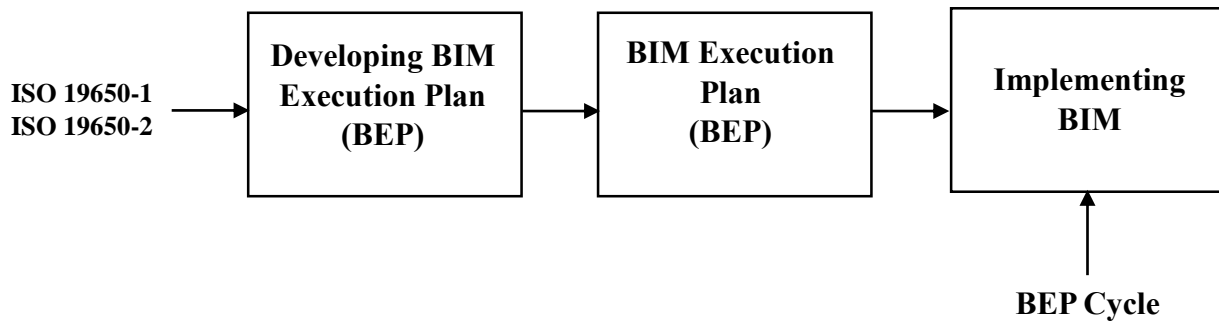 ISO 19650-1
ISO 19650-2
Developing BIM
Execution Plan
(BEP)
BIM Execution
Plan
(BEP)
Implementing
BIM
BEP Cycle